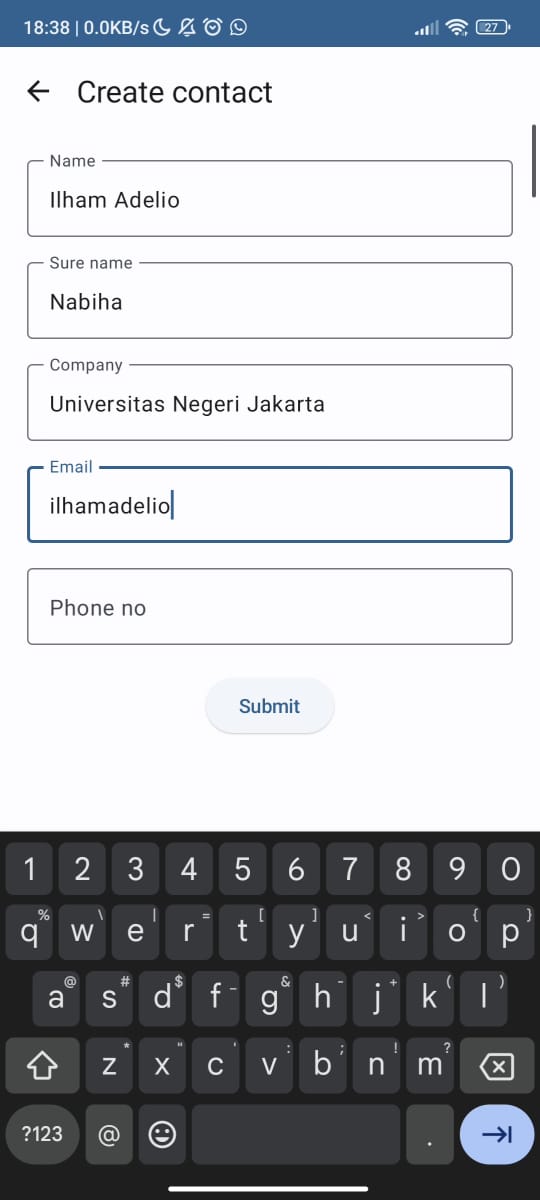 18:38 | 0.0KB/s 27
Create contact
Name
Ilham Adelio
Sure name
Nabiha
Company
Universitas Negeri Jakarta
Email
ilhamadelio
Phone no
Submit
1 2 3 4 5 6 7 8 9 0
% \ | = [ ] < > { }
q w e r t y u i o p
@ # $ - & - + ( )
a s d f g h j k l
* " ' : ; ! ?
z x c v b n m
?123 @ .